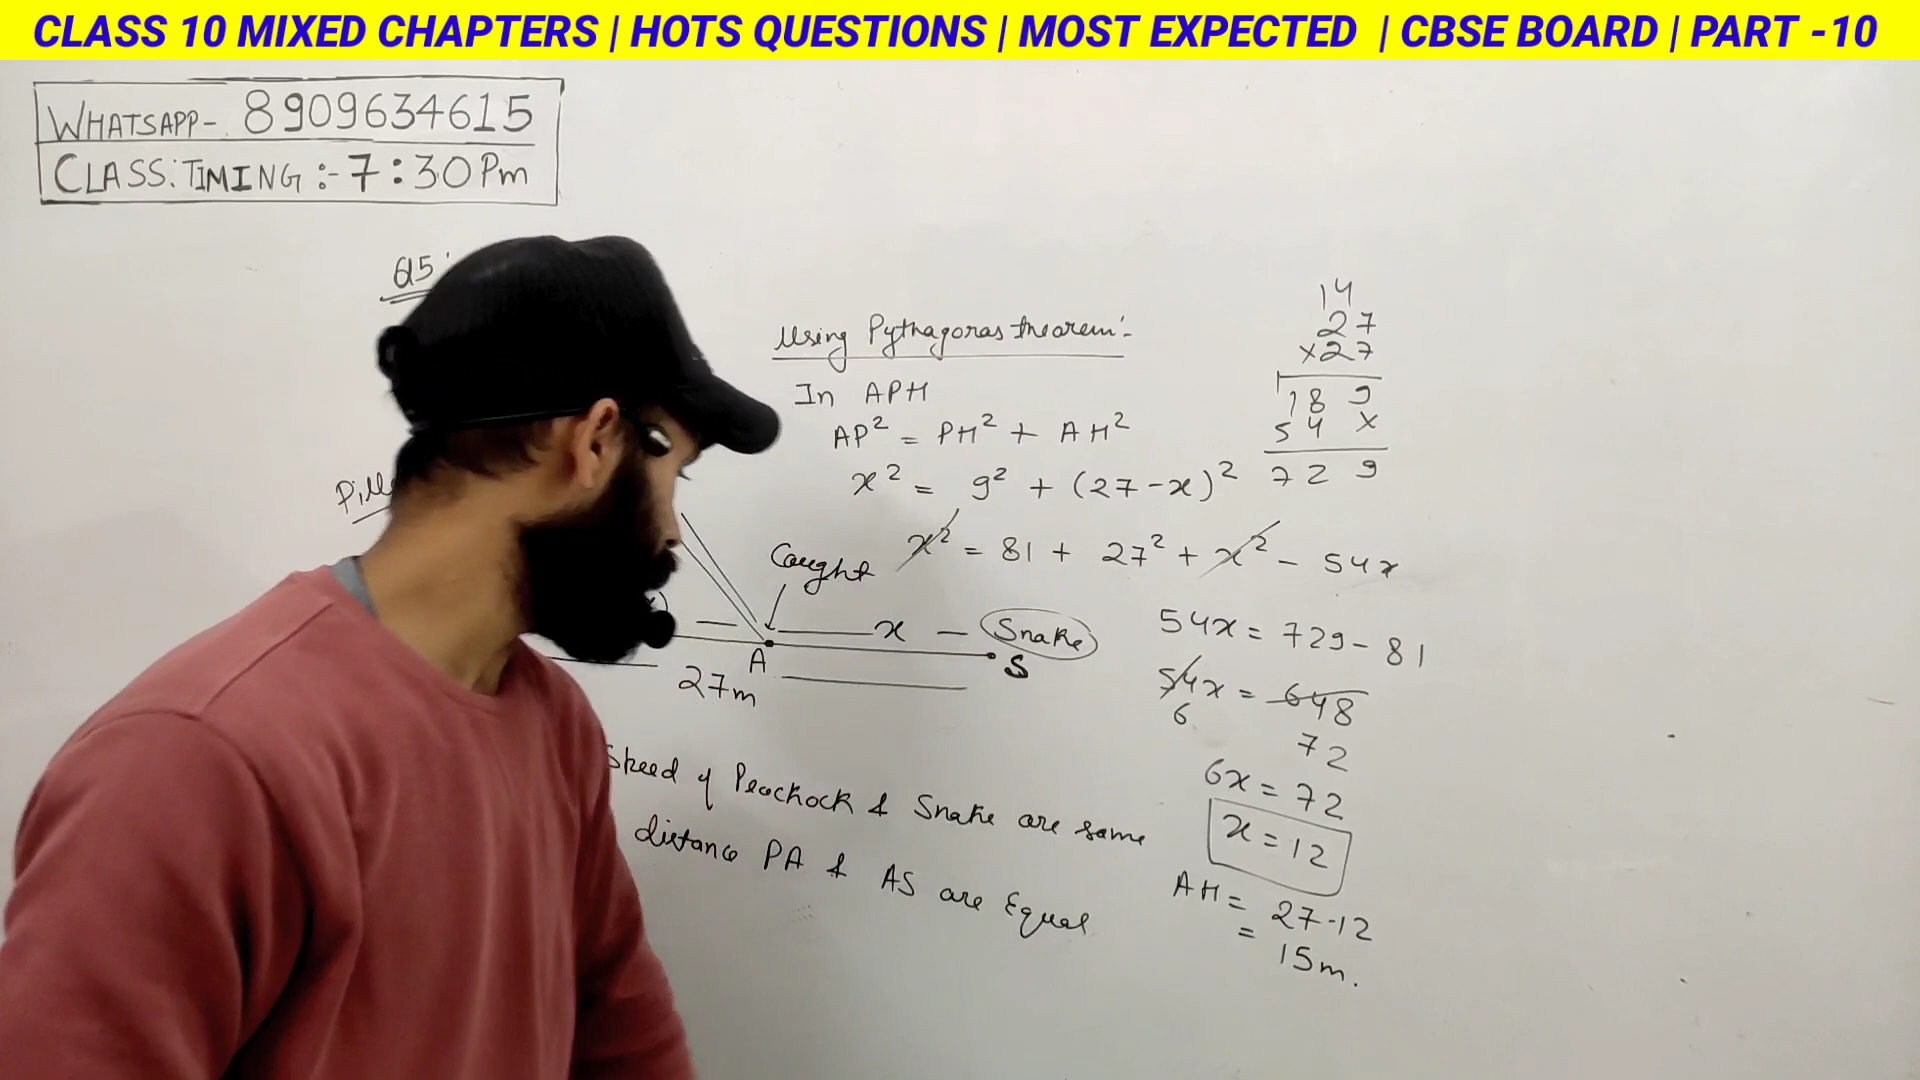 CLASS 10 MIXED CHAPTERS | HOTS QUESTIONS | MOST EXPECTED | CBSE BOARD | PART -10
WHATSAPP- 8909634615
CLASS:TIMING :- 7:30 Pm
Q5
Using Pythagoras theorem:-
In APH
AP² = PH² + AH²
x² = 9² + (27-x)²
x² = 81 + 27² + x² - 54x
14
27
×27
189
54×
729
54x = 729 - 81
54x = 648
6
72
6x = 72
x = 12
AH = 27-12
= 15m.
Caught
x
Snake
A
S
27m
Skeed of Peackock & Snake are same
distance PA & AS are Equal